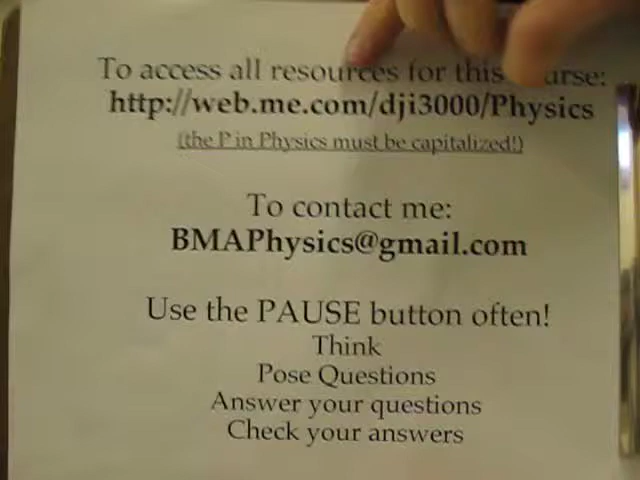 To access all resources for this
http://web.me.com/dji3000/Physics
(the P in Physics must be capitalized!)
To contact me:
BMAPhysics@gmail.com
Use the PAUSE button often!
Think
Pose Questions
Answer your questions
Check your answers